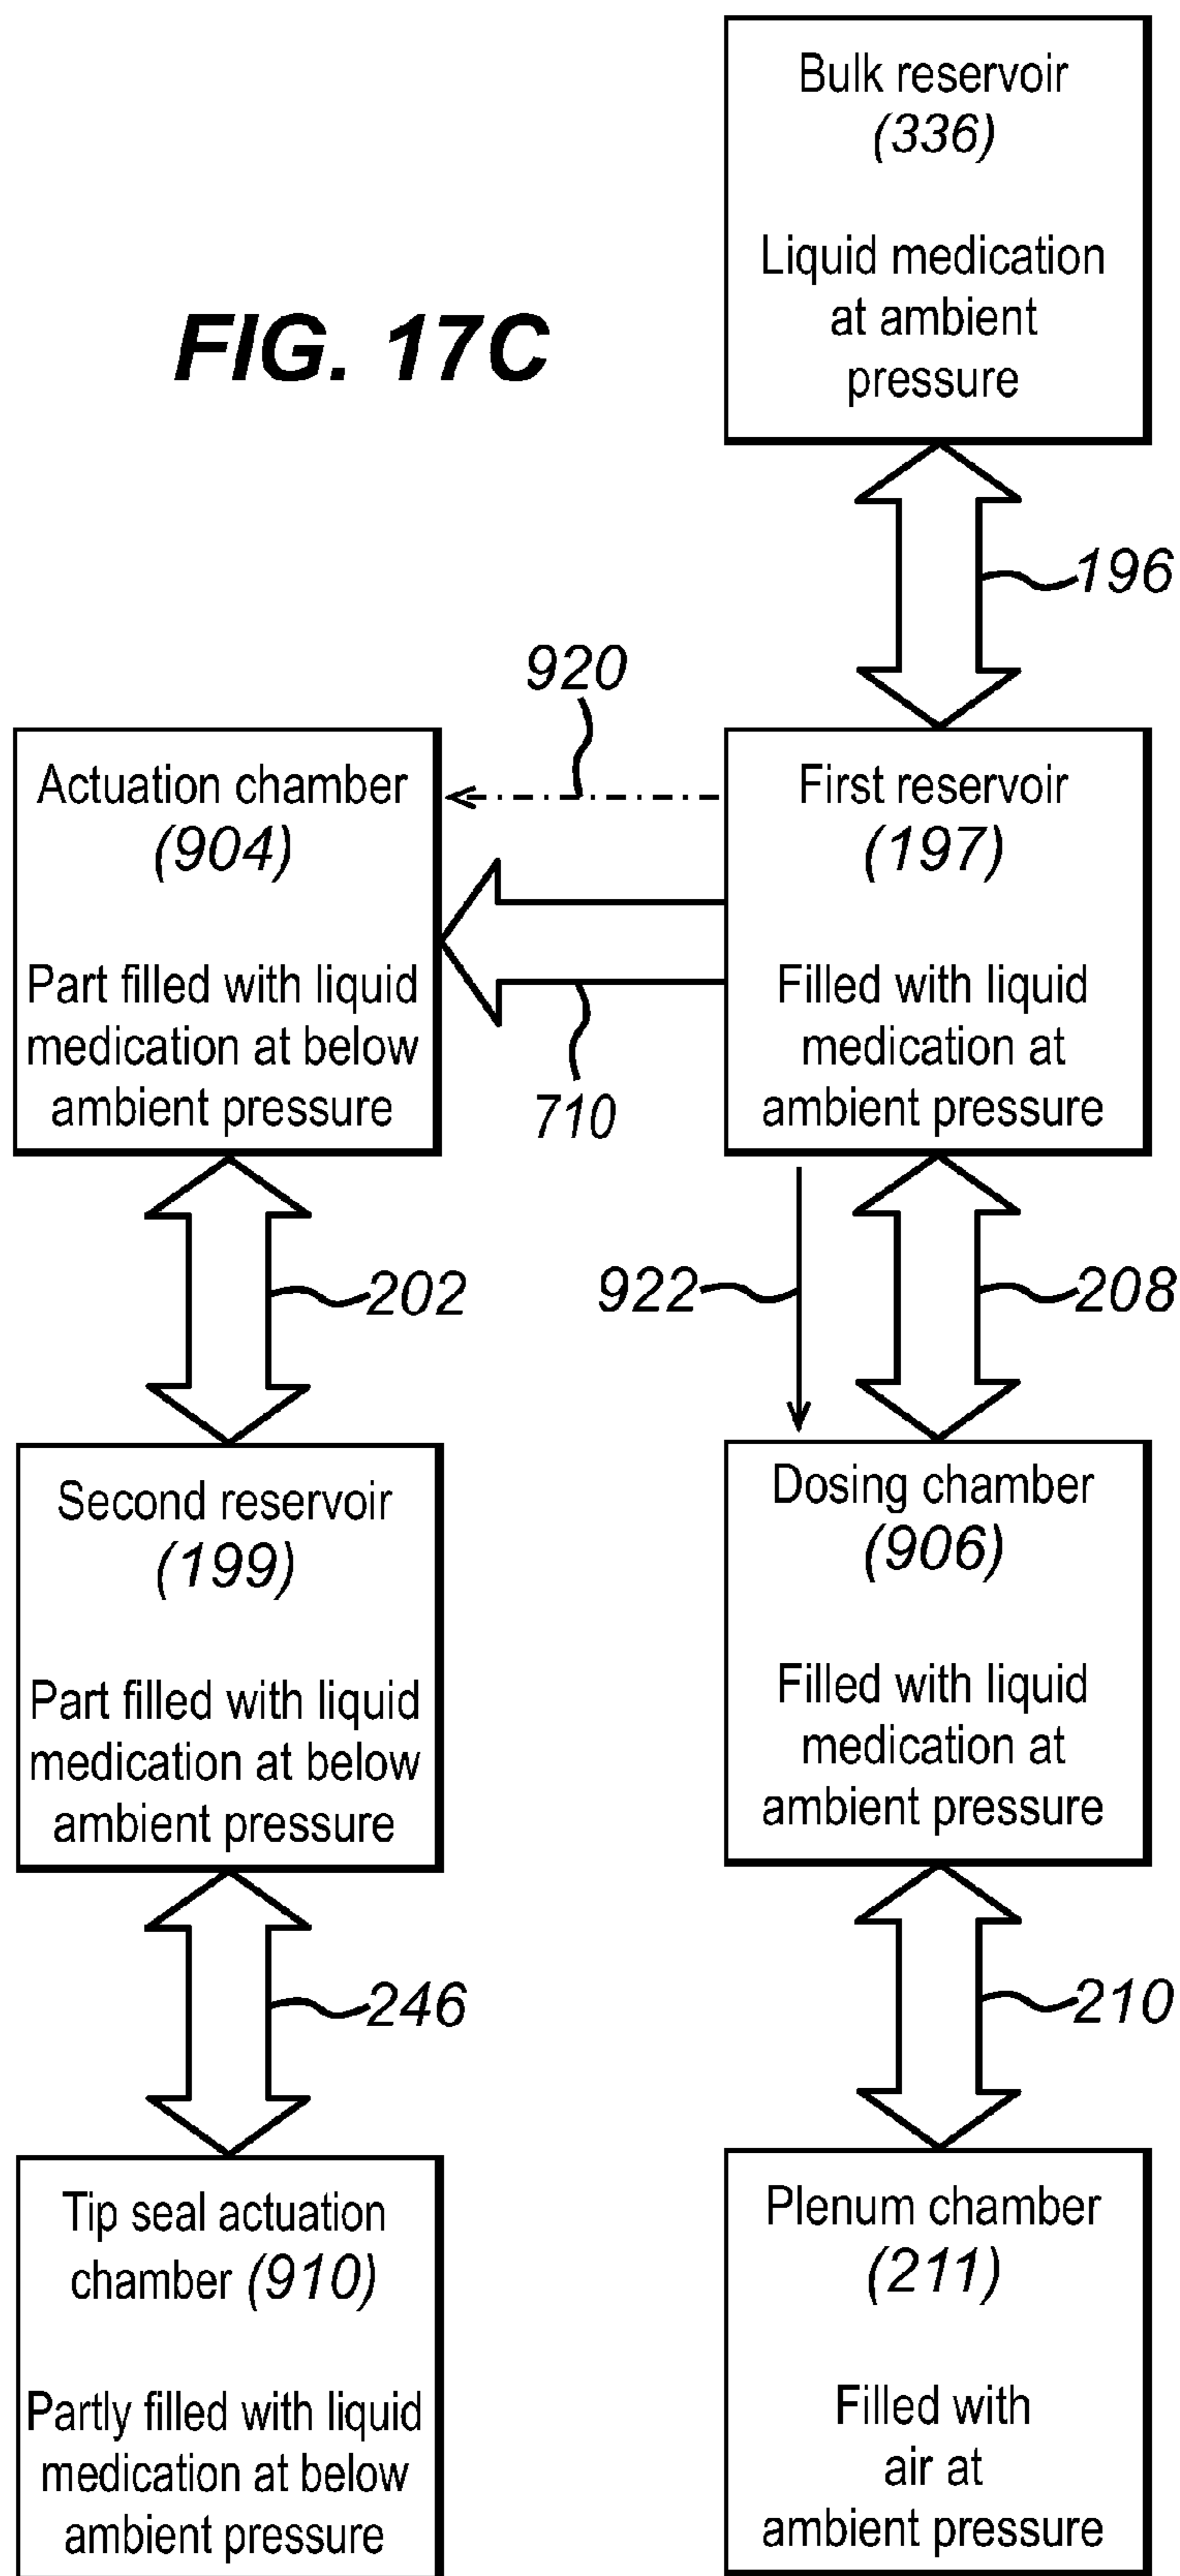 Bulk reservoir
(336)
Liquid medication
at ambient
pressure
FIG. 17C
196
920
Actuation chamber
(904)
Part filled with liquid
medication at below
ambient pressure
710
First reservoir
(197)
Filled with liquid
medication at
ambient pressure
202
922
208
Second reservoir
(199)
Part filled with liquid
medication at below
ambient pressure
Dosing chamber
(906)
Filled with liquid
medication at
ambient pressure
246
210
Tip seal actuation
chamber (910)
Partly filled with liquid
medication at below
ambient pressure
Plenum chamber
(211)
Filled with
air at
ambient pressure